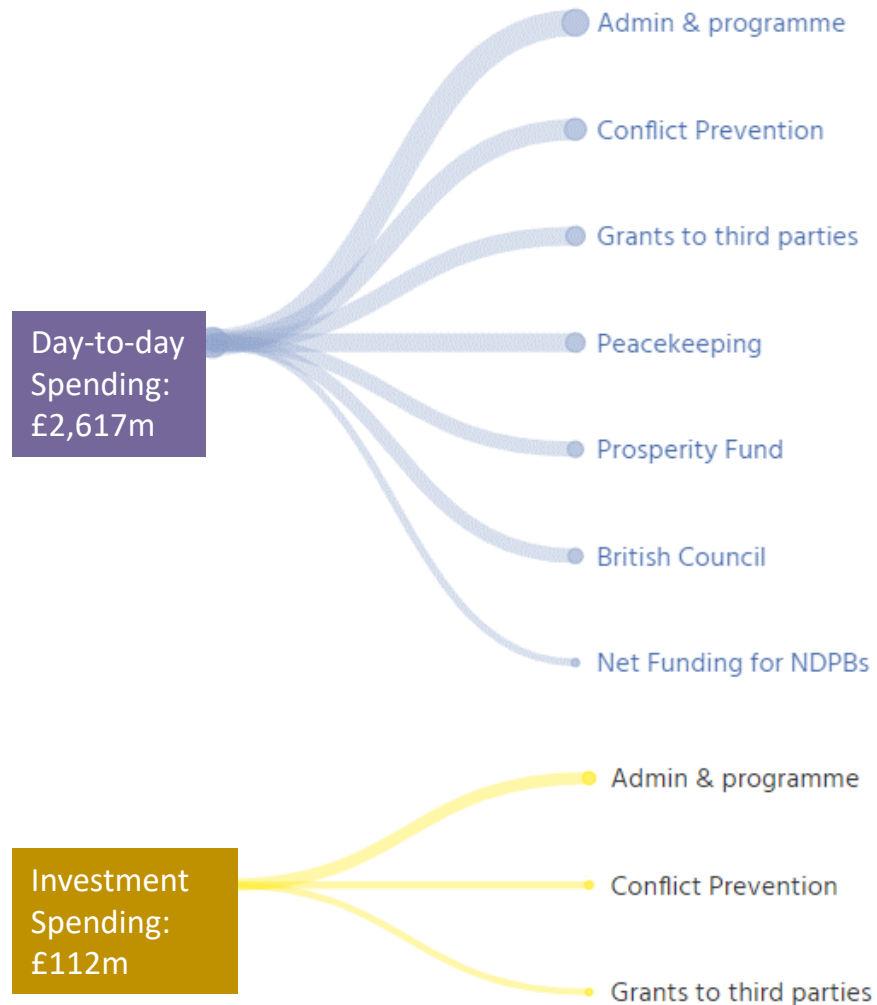 Admin & programme
Conflict Prevention
Grants to third parties
Day-to-day
Spending:
£2,617m
Peacekeeping
Prosperity Fund
British Council
Net Funding for NDPBs
Admin & programme
Investment
Spending:
£112m
Conflict Prevention
Grants to third parties